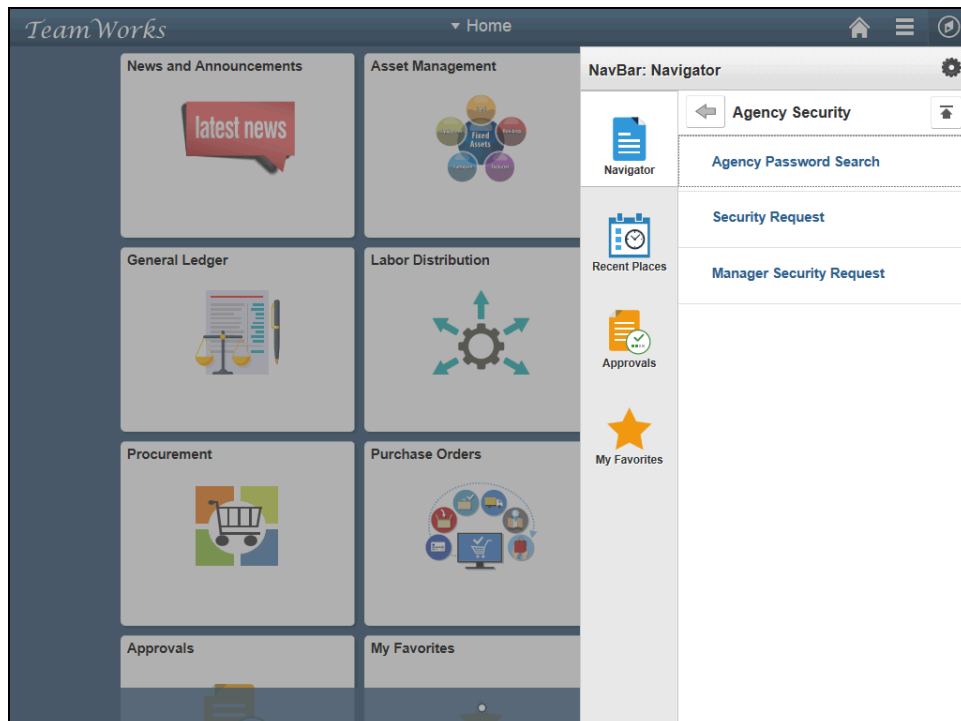 TeamWorks
Home
News and Announcements
latest news
Asset Management
Fixed
Assets
General Ledger
Labor Distribution
Procurement
Purchase Orders
Approvals
My Favorites
NavBar: Navigator
Navigator
Recent Places
Approvals
My Favorites
Agency Security
Agency Password Search
Security Request
Manager Security Request